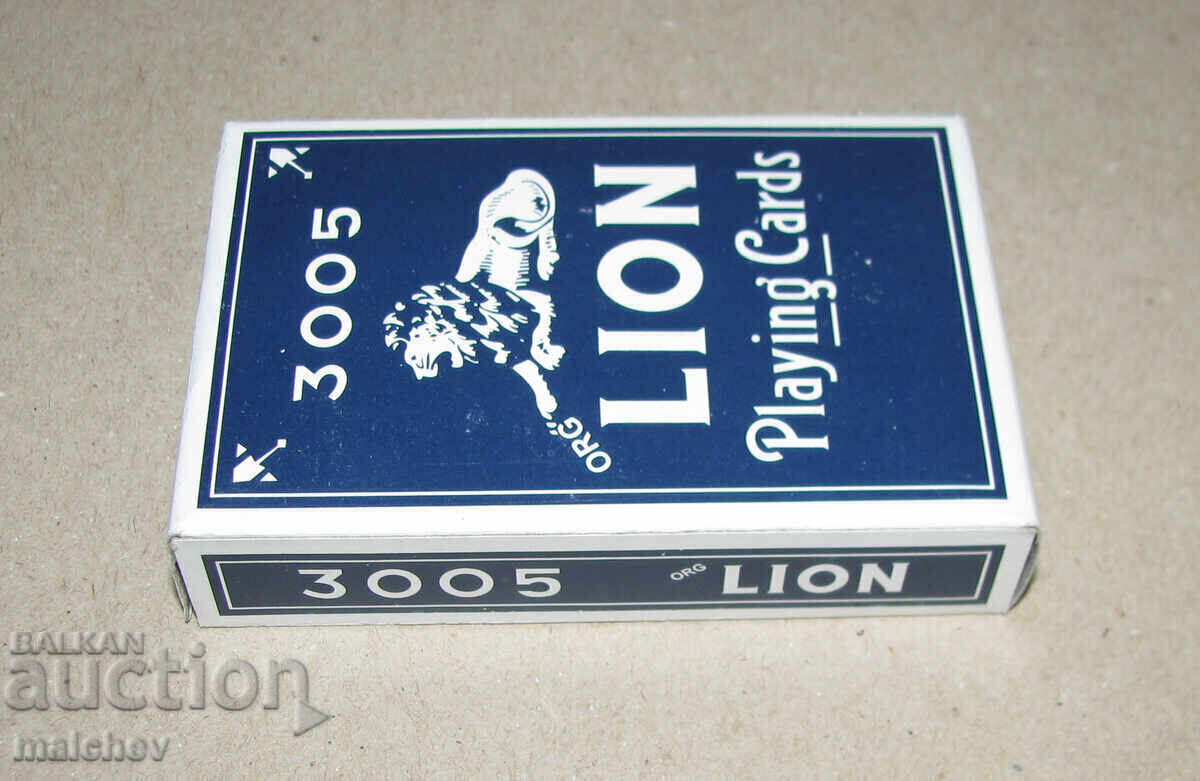 3005
ORG
LION
Playing Cards
3005 ORG LION
BALKAN
auction
malchev